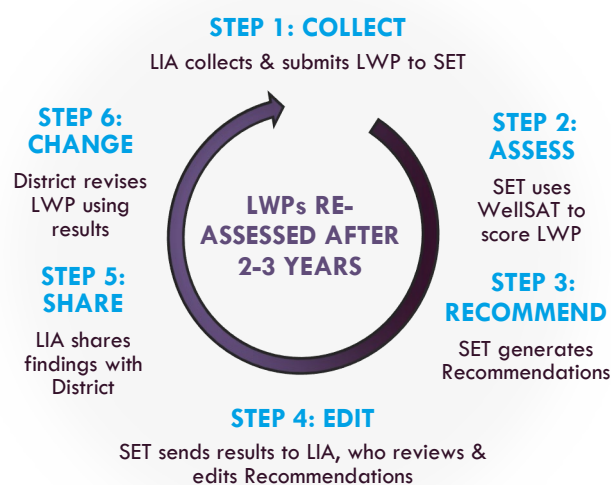 STEP 1: COLLECT
LIA collects & submits LWP to SET
STEP 2:
ASSESS
SET uses
WellSAT to
score LWP
STEP 3:
RECOMMEND
SET generates
Recommendations
STEP 4: EDIT
SET sends results to LIA, who reviews &
edits Recommendations
STEP 5:
SHARE
LIA shares
findings with
District
STEP 6:
CHANGE
District revises
LWP using
results
LWPs RE-
ASSESSED AFTER
2-3 YEARS